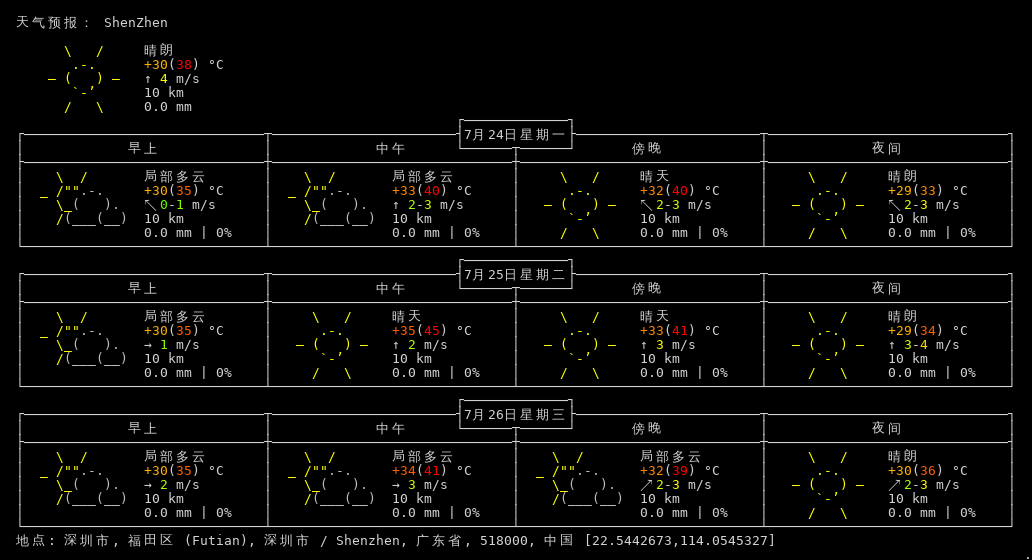 天气预报： ShenZhen
晴朗
+30(38) °C
↑ 4 m/s
10 km
0.0 mm
7月24日星期一
早上 中午 傍晚 夜间
局部多云 局部多云 晴天 晴朗
+30(35) °C +33(40) °C +32(40) °C +29(33) °C
↖ 0-1 m/s ↑ 2-3 m/s ↖ 2-3 m/s ↖ 2-3 m/s
10 km 10 km 10 km 10 km
0.0 mm | 0% 0.0 mm | 0% 0.0 mm | 0% 0.0 mm | 0%
7月25日星期二
早上 中午 傍晚 夜间
局部多云 晴天 晴天 晴朗
+30(35) °C +35(45) °C +33(41) °C +29(34) °C
→ 1 m/s ↑ 2 m/s ↑ 3 m/s ↑ 3-4 m/s
10 km 10 km 10 km 10 km
0.0 mm | 0% 0.0 mm | 0% 0.0 mm | 0% 0.0 mm | 0%
7月26日星期三
早上 中午 傍晚 夜间
局部多云 局部多云 局部多云 晴朗
+30(35) °C +34(41) °C +32(39) °C +30(36) °C
→ 2 m/s → 3 m/s ↗ 2-3 m/s ↗ 2-3 m/s
10 km 10 km 10 km 10 km
0.0 mm | 0% 0.0 mm | 0% 0.0 mm | 0% 0.0 mm | 0%
地点: 深圳市, 福田区 (Futian), 深圳市 / Shenzhen, 广东省, 518000, 中国 [22.5442673,114.0545327]